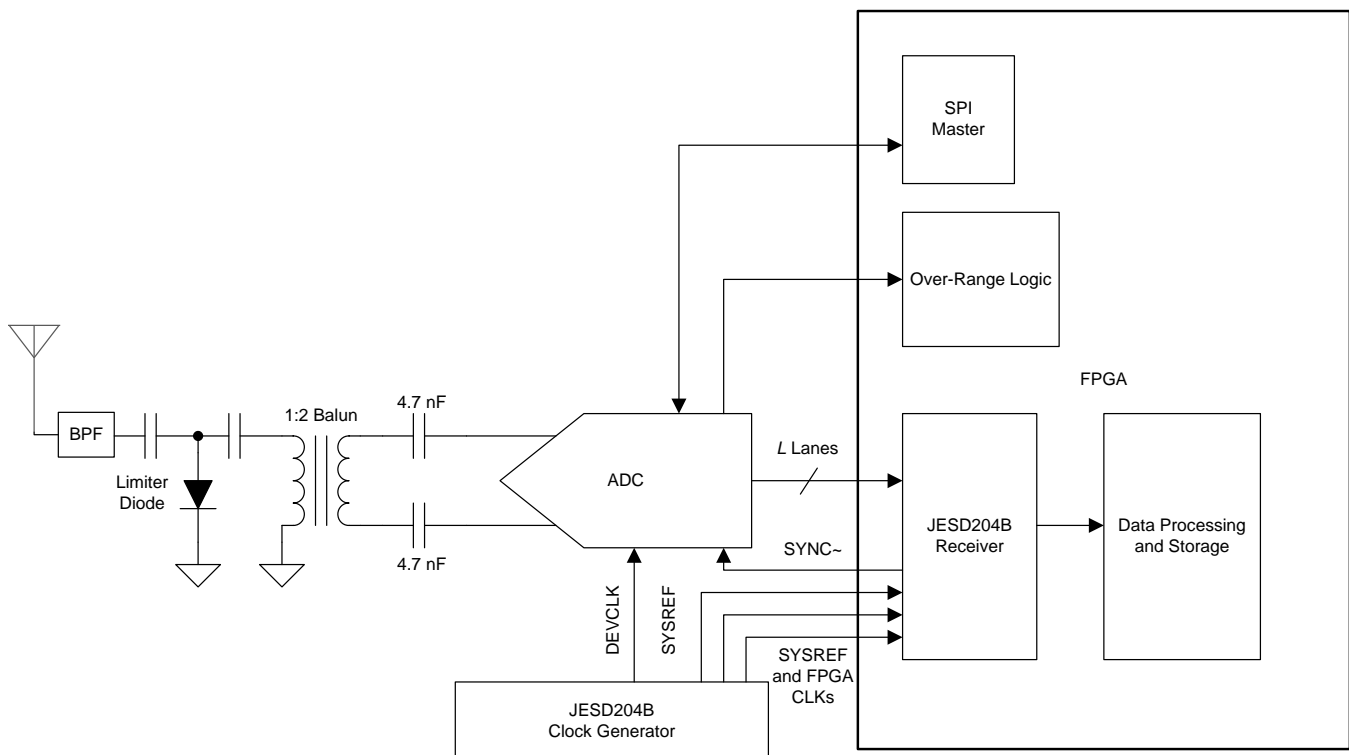 SPI
Master
Over-Range Logic
FPGA
1:2 Balun
4.7 nF
BPF
Limiter
Diode
4.7 nF
ADC
L Lanes
SYNC~
JESD204B
Receiver
Data Processing
and Storage
DEVCLK
SYSREF
SYSREF
and FPGA
CLKs
JESD204B
Clock Generator